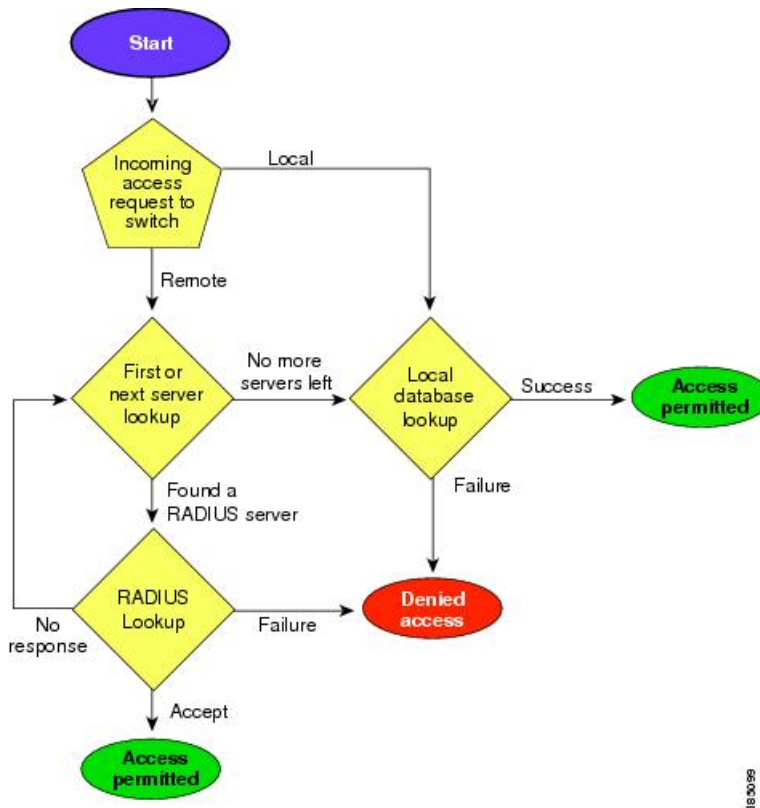 Start
Incoming
access
request to
switch
Local
Remote
First or
next server
lookup
No more
servers left
Local
database
lookup
Success
Access
permitted
Found a
RADIUS server
Failure
RADIUS
Lookup
No
response
Failure
Denied
access
Accept
Access
permitted
185099